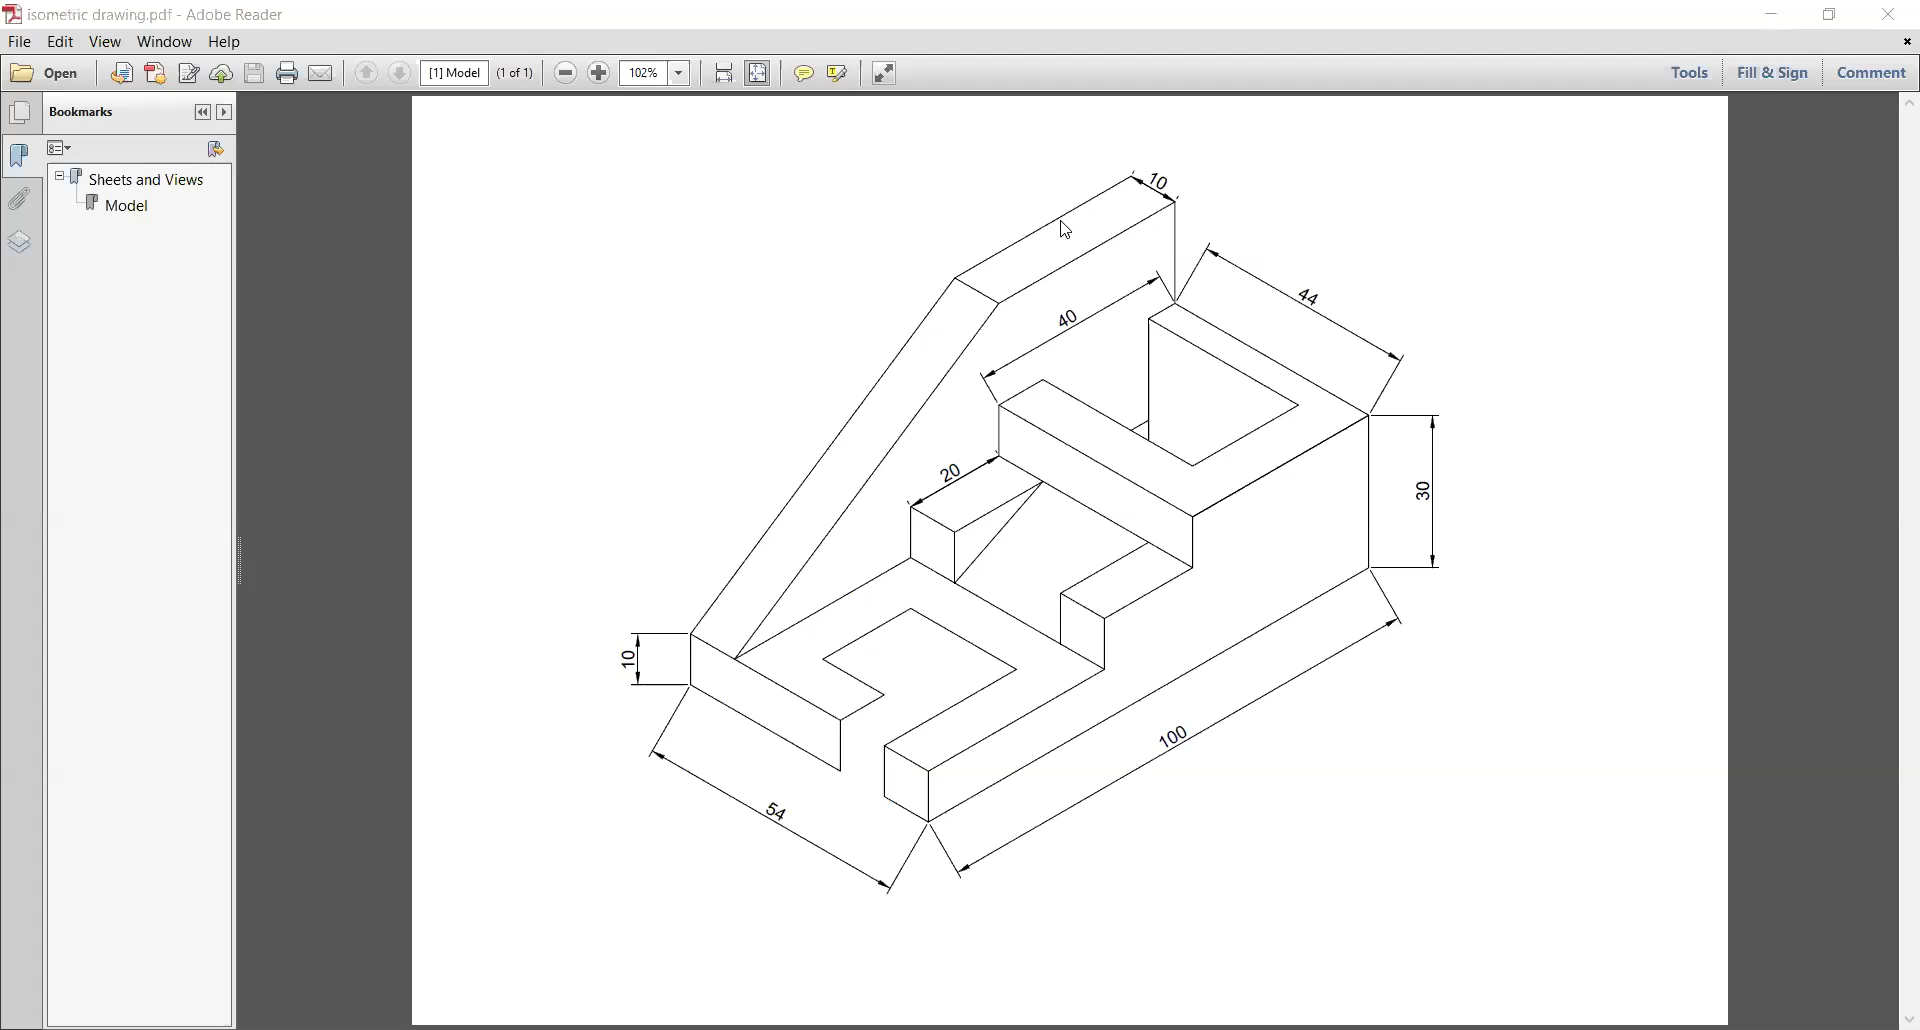 isometric drawing.pdf - Adobe Reader
File Edit View Window Help
Open [1] Model (1 of 1) 102% Tools Fill & Sign Comment
Bookmarks
Sheets and Views
Model
10
44
40
20
30
10
100
54